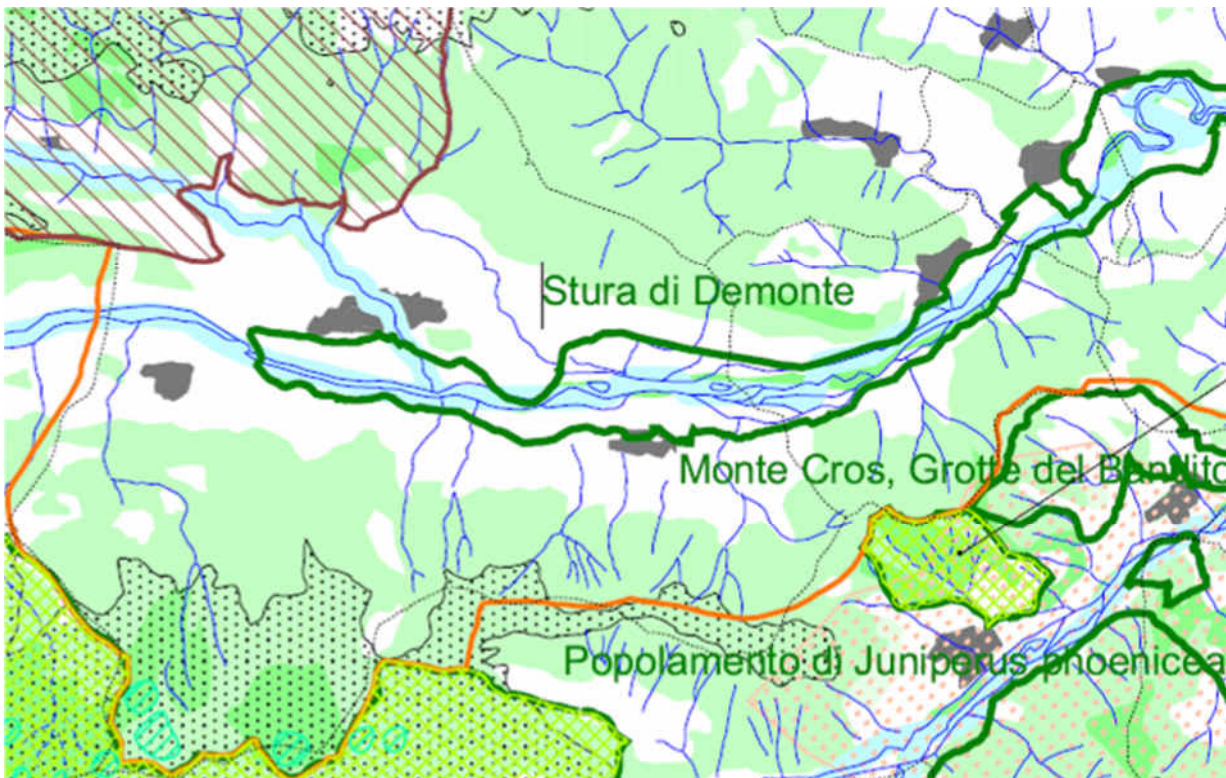 Stura di Demonte
Monte Cros, Grotte del Bandito
Popolamento di Juniperus phoenicea